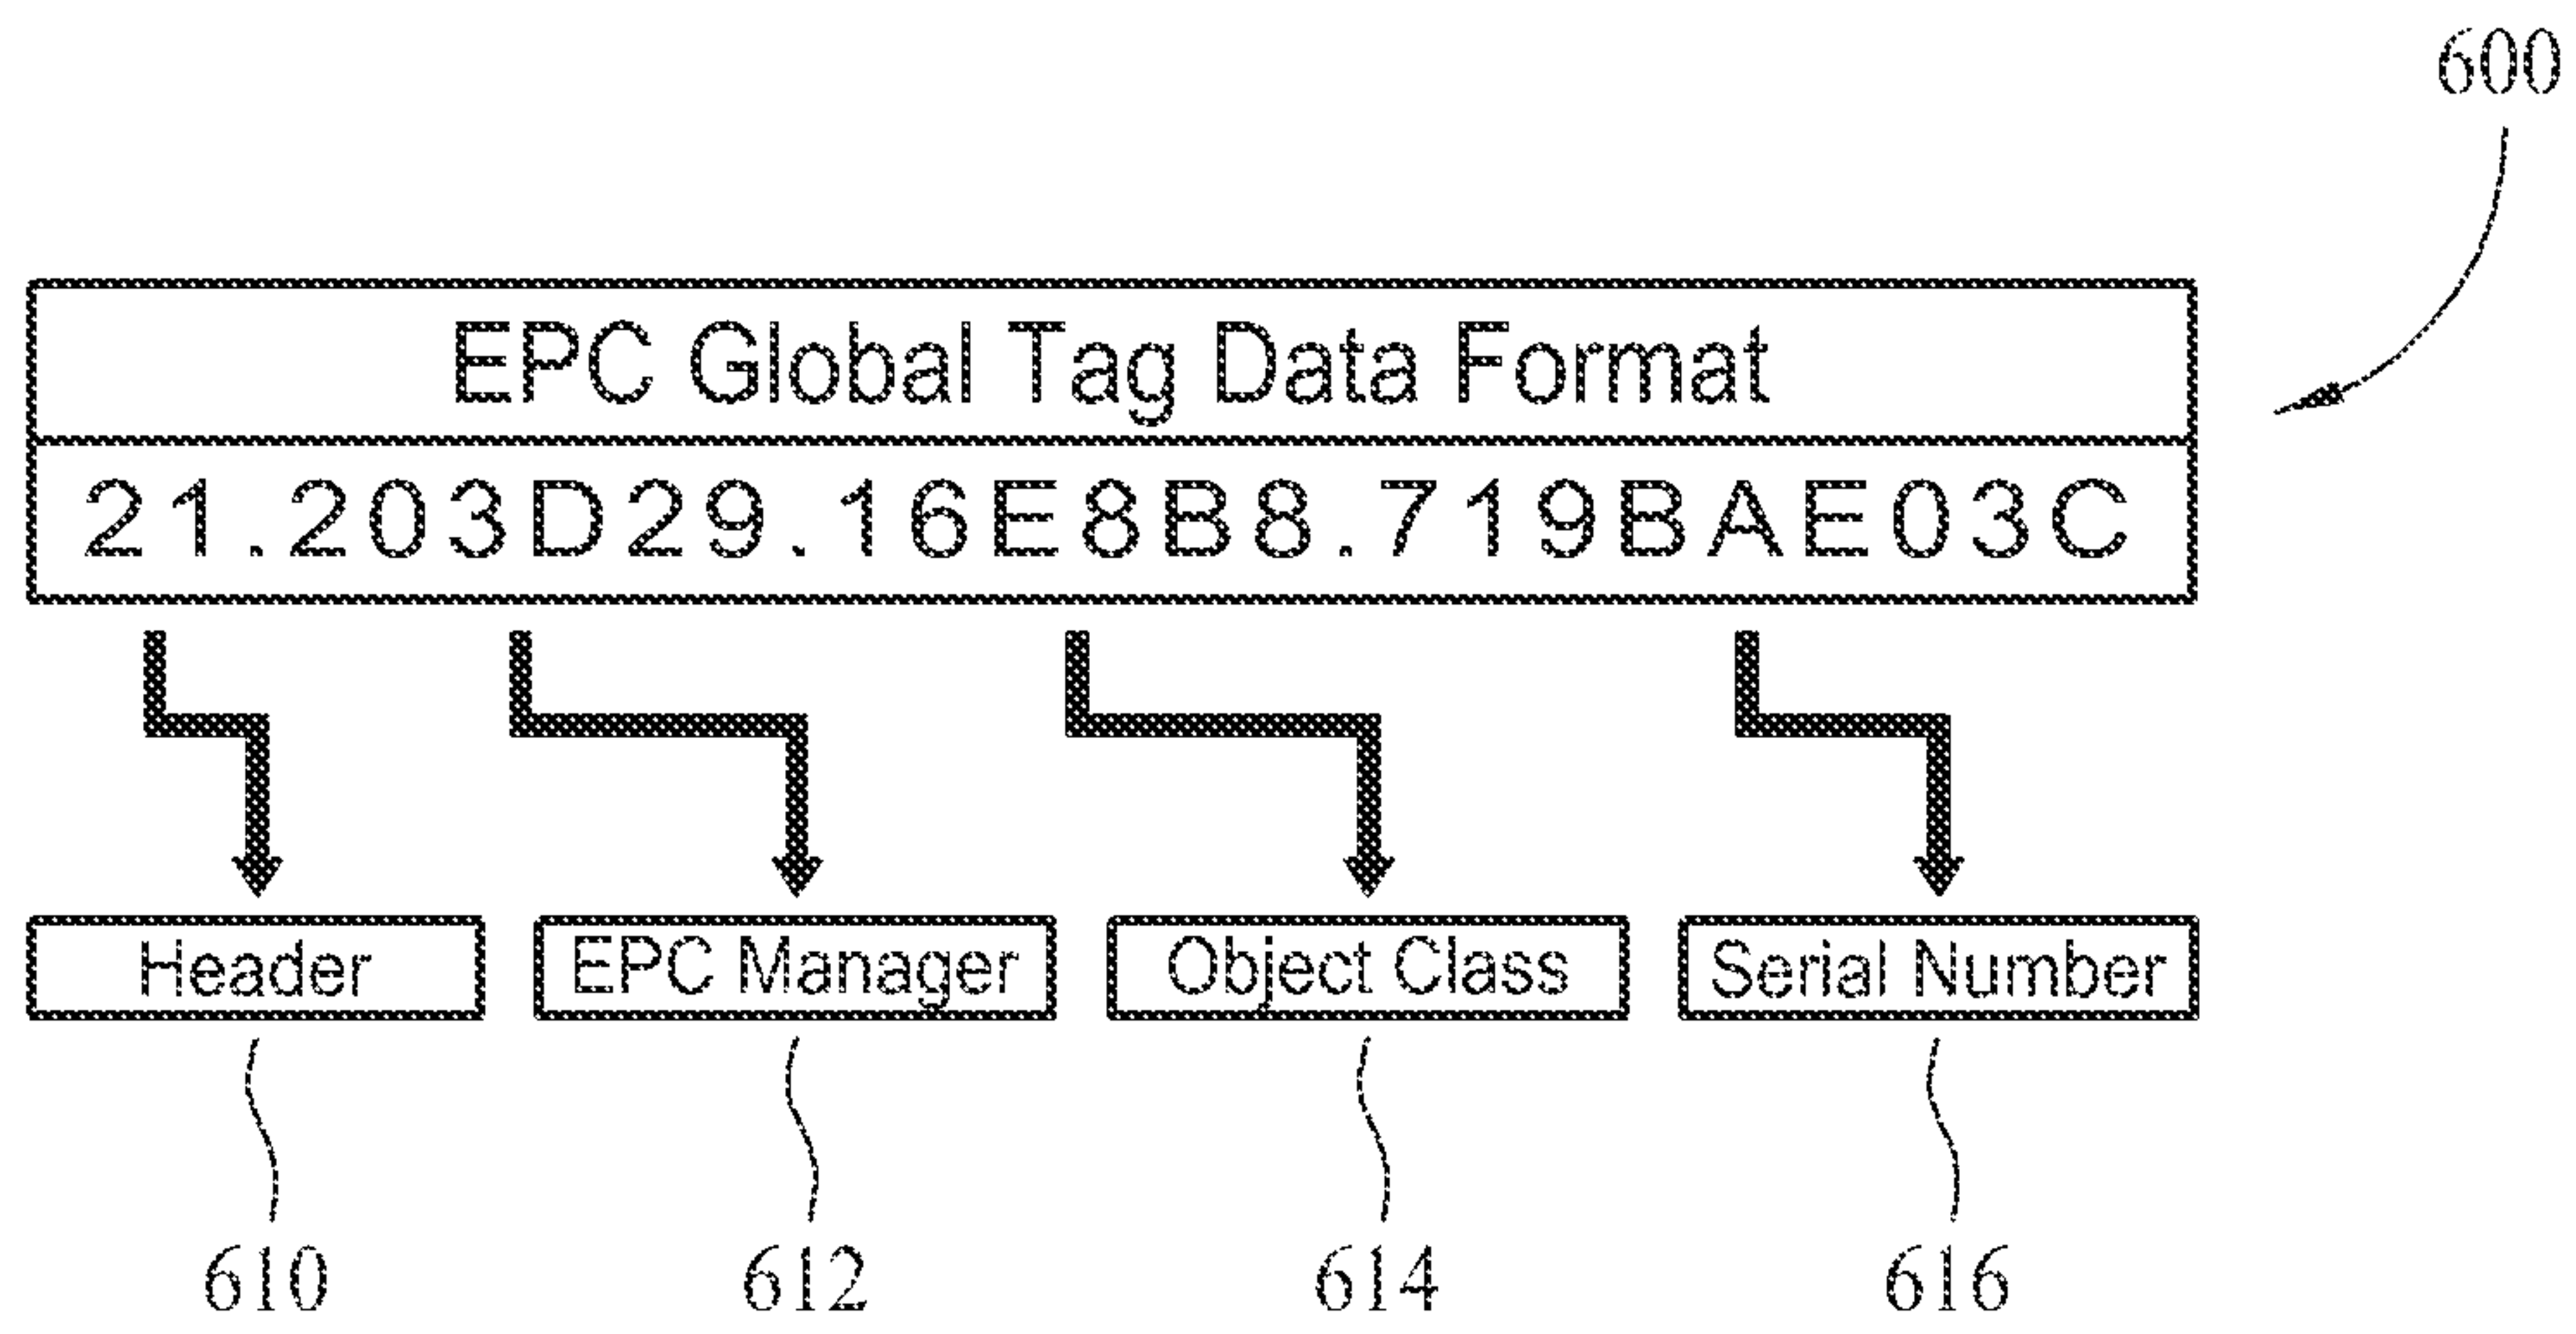 600
EPC Global Tag Data Format
21.203D29.16E8B8.719BAE03C
Header
EPC Manager
Object Class
Serial Number
610
612
614
616